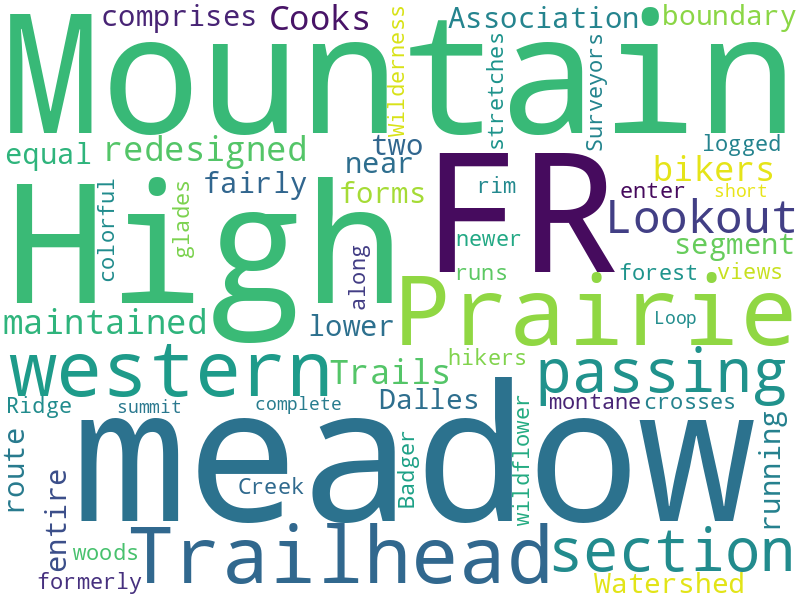 comprises
Cooks
Association
boundary
Mountain
Wilderness
stretches
Surveyors
equal
redesigned
two
near
logged
fairly
forms
FR
rim
bikers
enter
short
colorful
glades
High
Lookout
newer
segment
along
runs
forest
views
maintained
lower
Prairie
Loop
western
Trails
hikers
passing
Ridge
summit
complete
Dalles
montane
crosses
route
meadow
Badger
wildflower
running
entire
Creek
woods
Trailhead
section
formerly
Watershed